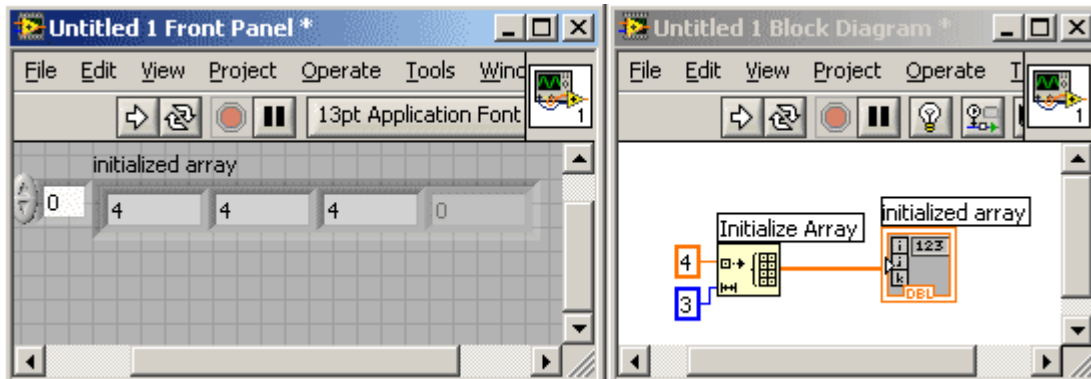 Untitled 1 Front Panel *
File Edit View Project Operate Tools Wind
13pt Application Font
1
initialized array
0 4 4 4 0
Untitled 1 Block Diagram *
File Edit View Project Operate T
1
Initialize Array
initialized array
4
3
i 123
j
k
DBL